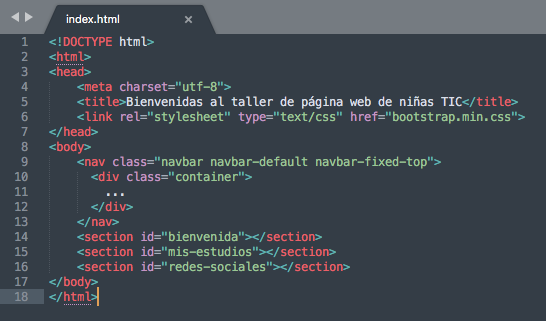 index.html ×
1 <!DOCTYPE html>
2 <html>
3 <head>
4     <meta charset="utf-8">
5     <title>Bienvenidas al taller de página web de niñas TIC</title>
6     <link rel="stylesheet" type="text/css" href="bootstrap.min.css">
7 </head>
8 <body>
9     <nav class="navbar navbar-default navbar-fixed-top">
10       <div class="container">
11         ...
12       </div>
13     </nav>
14     <section id="bienvenida"></section>
15     <section id="mis-estudios"></section>
16     <section id="redes-sociales"></section>
17 </body>
18 </html>